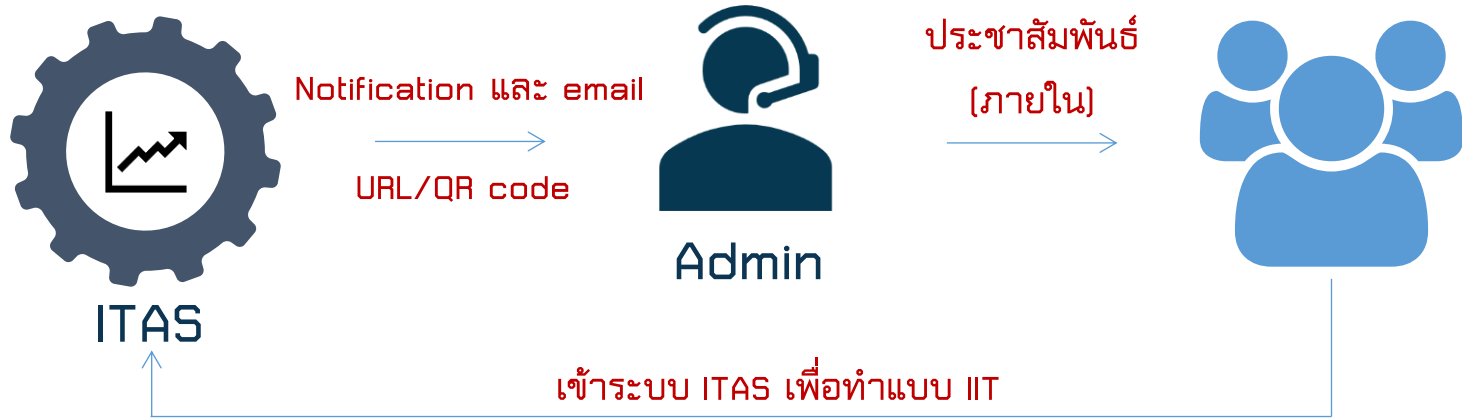 Notification และ email
URL/QR code
ITAS
Admin
ประชาสัมพันธ์
(ภายใน)
เข้าระบบ ITAS เพื่อทำแบบ IIT